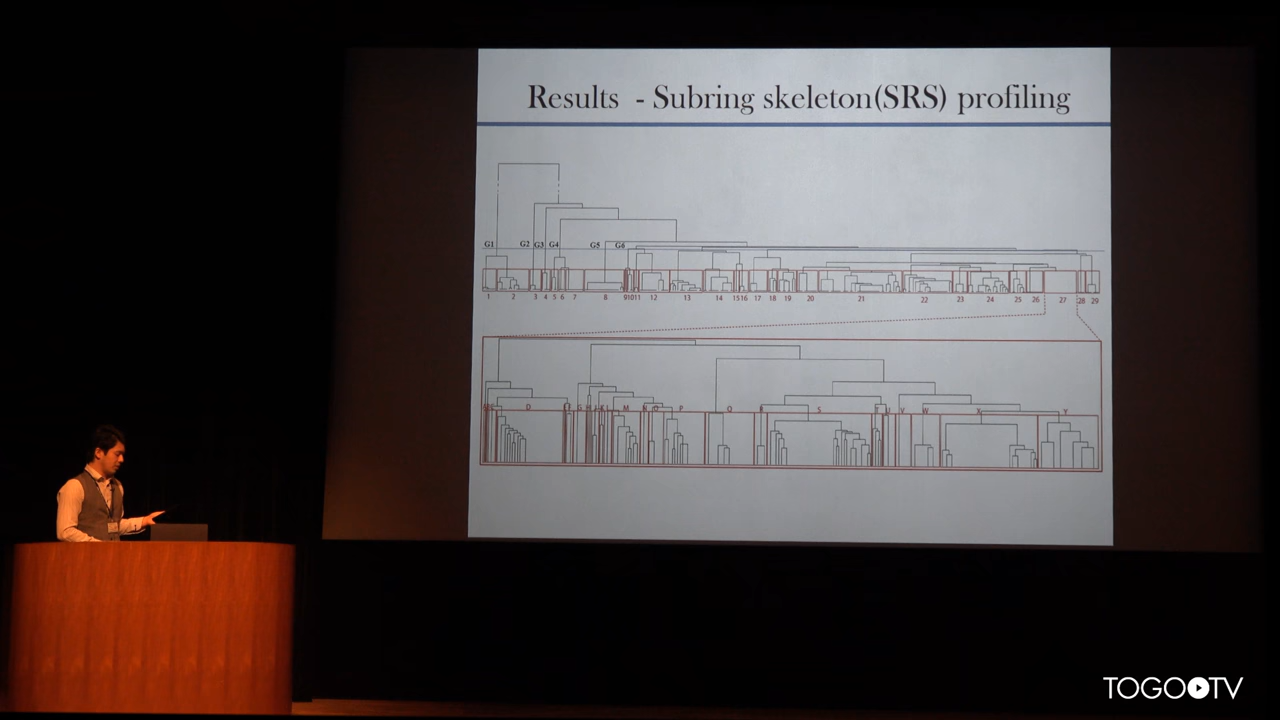 Results - Subring skeleton(SRS) profiling
G1 G2 G3 G4 G5 G6
1 2 3 4 5 6 7 8 9 10 11 12 13 14 15 16 17 18 19 20 21 22 23 24 25 26 27 28 29
D G M P Q R S V W X Y
TOGO TV